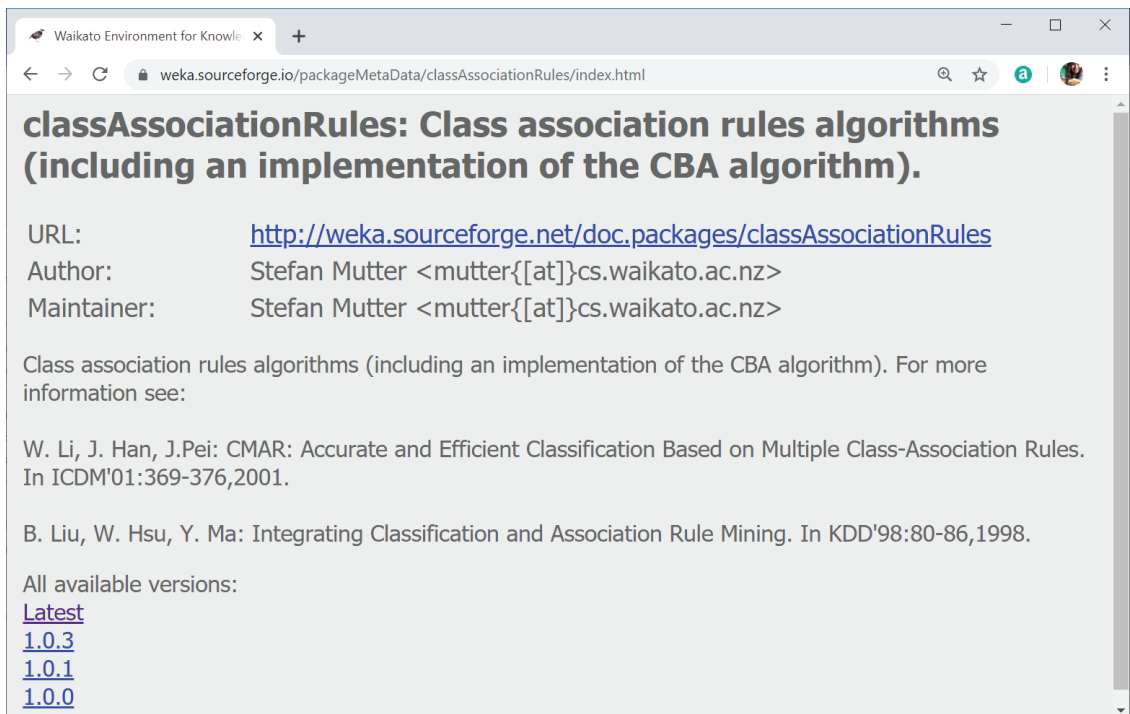 Waikato Environment for Knowle
weka.sourceforge.io/packageMetaData/classAssociationRules/index.html
a
classAssociationRules: Class association rules algorithms
(including an implementation of the CBA algorithm).
URL: http://weka.sourceforge.net/doc.packages/classAssociationRules
Author: Stefan Mutter <mutter{[at]}cs.waikato.ac.nz>
Maintainer: Stefan Mutter <mutter{[at]}cs.waikato.ac.nz>
Class association rules algorithms (including an implementation of the CBA algorithm). For more
information see:
W. Li, J. Han, J.Pei: CMAR: Accurate and Efficient Classification Based on Multiple Class-Association Rules.
In ICDM'01:369-376,2001.
B. Liu, W. Hsu, Y. Ma: Integrating Classification and Association Rule Mining. In KDD'98:80-86,1998.
All available versions:
Latest
1.0.3
1.0.1
1.0.0